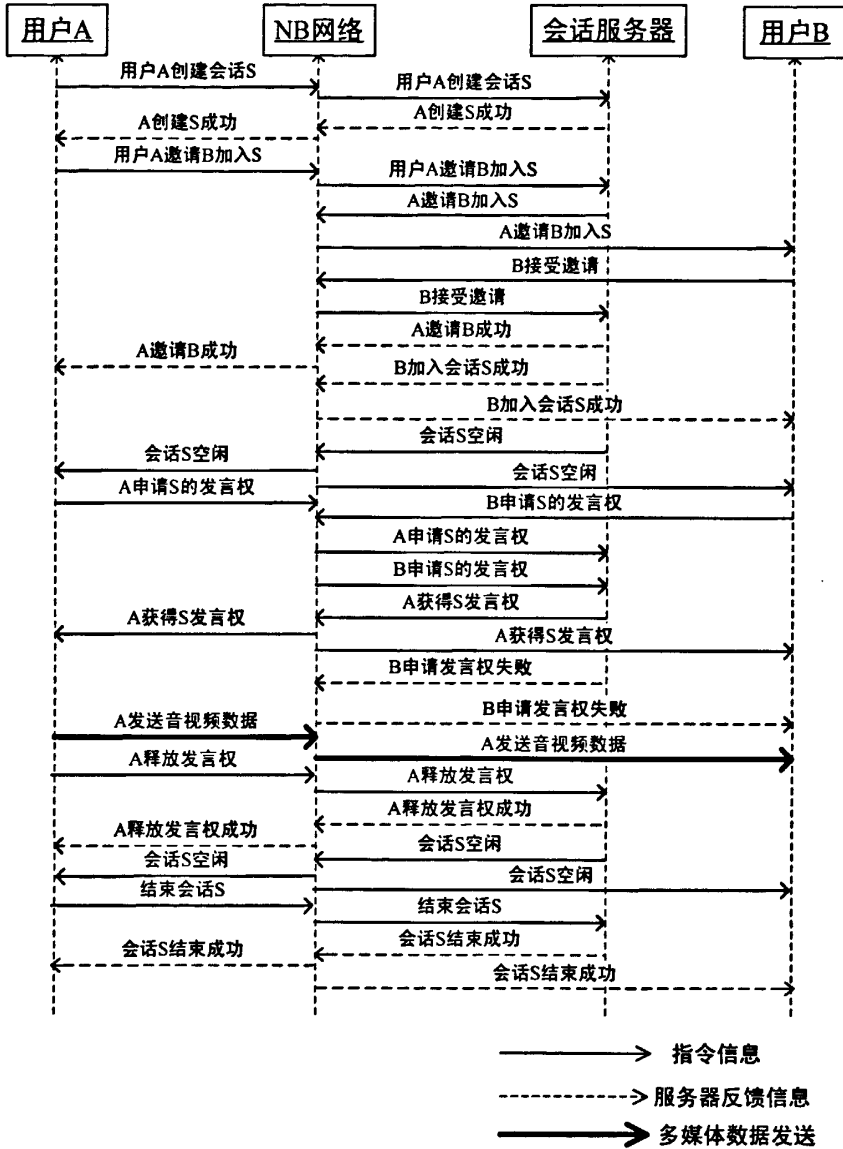 用户A
NB网络
会话服务器
用户B
用户A创建会话S
用户A创建会话S
A创建S成功
A创建S成功
用户A邀请B加入S
用户A邀请B加入S
A邀请B加入S
A邀请B加入S
B接受邀请
B接受邀请
A邀请B成功
A邀请B成功
B加入会话S成功
B加入会话S成功
会话S空闲
会话S空闲
会话S空闲
A申请S的发言权
B申请S的发言权
A申请S的发言权
B申请S的发言权
A获得S发言权
A获得S发言权
A获得S发言权
B申请发言权失败
B申请发言权失败
A发送音视频数据
A发送音视频数据
A释放发言权
A释放发言权
A释放发言权成功
A释放发言权成功
会话S空闲
会话S空闲
会话S空闲
结束会话S
结束会话S
会话S结束成功
会话S结束成功
会话S结束成功
指令信息
服务器反馈信息
多媒体数据发送